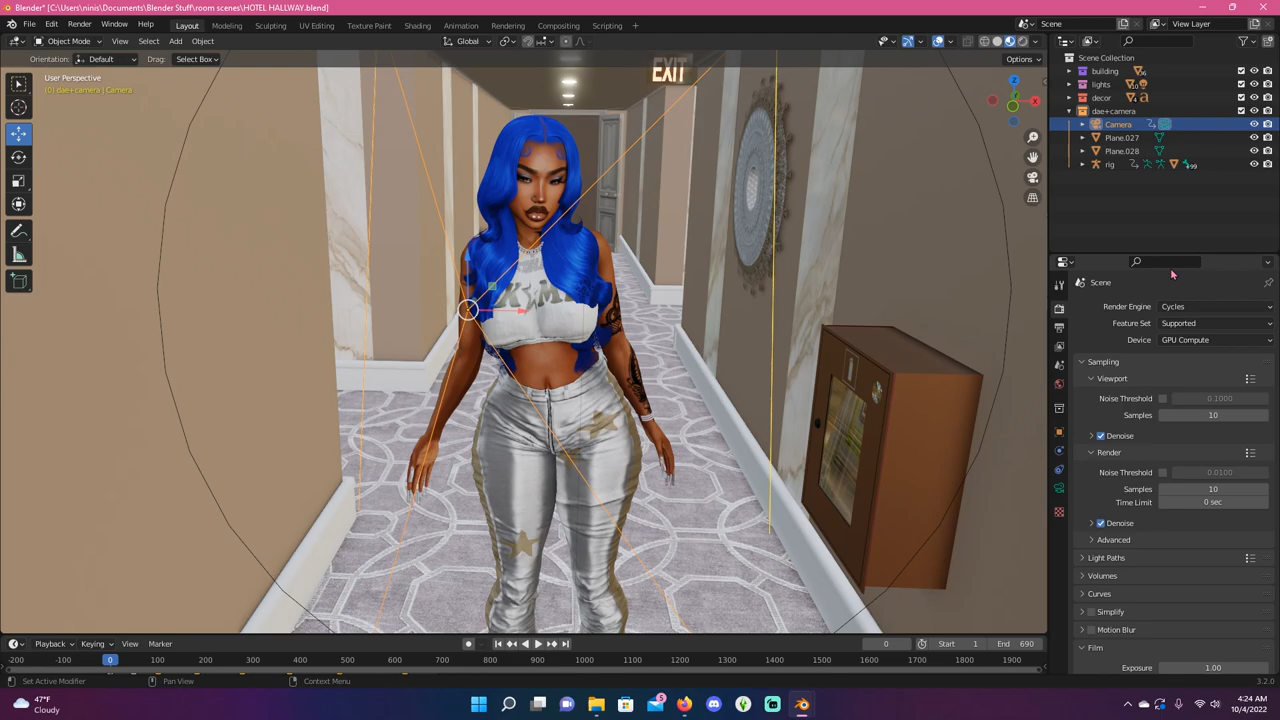 Blender* [C:\Users\ninis\Documents\Blender Stuff\room scenes\HOTEL HALLWAY.blend]
File Edit Render Window Help Layout Modeling Sculpting UV Editing Texture Paint Shading Animation Rendering Compositing Scripting + Scene View Layer
Object Mode View Select Add Object Global
Orientation: Default Drag: Select Box Options
User Perspective
(0) dae+camera | Camera
EXIT
Scene Collection
building
lights
decor
dae+camera
Camera
Plane.027
Plane.028
rig
99
Scene
Render Engine Cycles
Feature Set Supported
Device GPU Compute
Sampling
Viewport
Noise Threshold 0.1000
Samples 10
Denoise
Render
Noise Threshold 0.0100
Samples 10
Time Limit 0 sec
Denoise
Advanced
Light Paths
Volumes
Curves
Simplify
Motion Blur
Film
Exposure 1.00
Playback Keying View Marker 0 Start 1 End 690
-200 -100 0 100 200 300 400 500 600 700 800 900 1000 1100 1200 1300 1400 1500 1600 1700 1800 1900
Set Active Modifier Pan View Context Menu 3.2.0
47°F
Cloudy
5
4:24 AM
10/4/2022